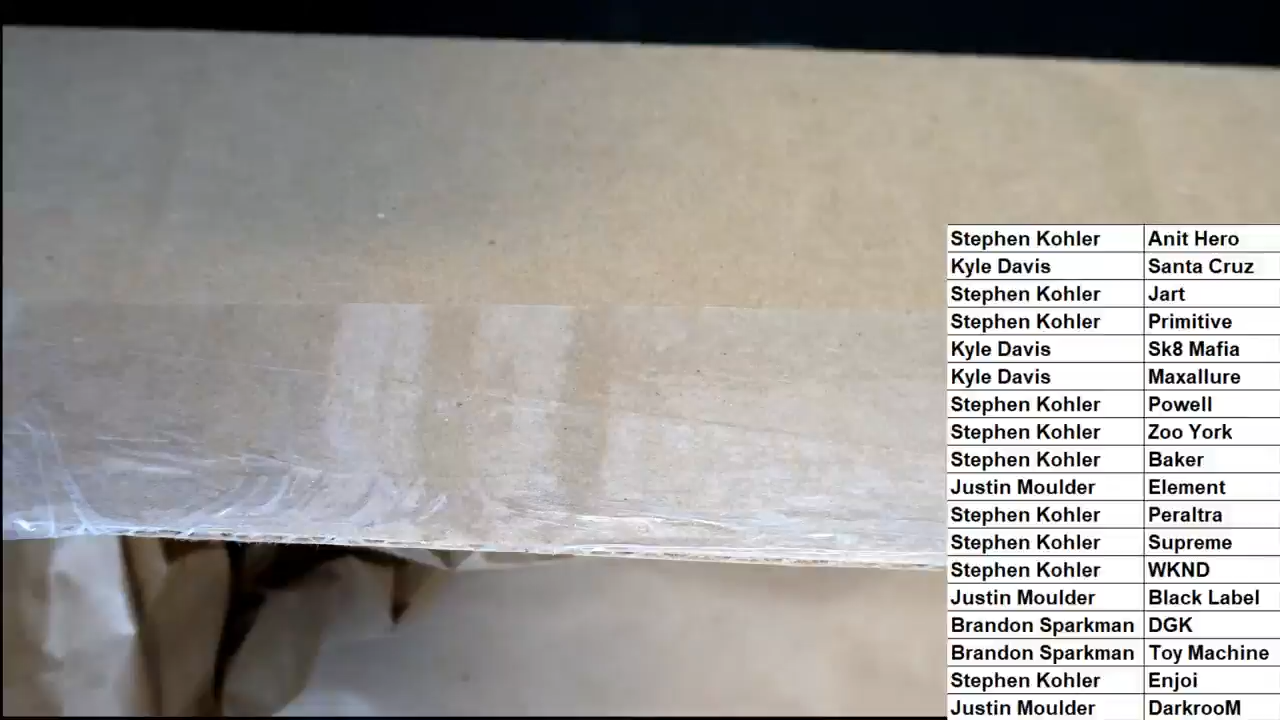 Stephen Kohler Anit Hero
Kyle Davis Santa Cruz
Stephen Kohler Jart
Stephen Kohler Primitive
Kyle Davis Sk8 Mafia
Kyle Davis Maxallure
Stephen Kohler Powell
Stephen Kohler Zoo York
Stephen Kohler Baker
Justin Moulder Element
Stephen Kohler Peraltra
Stephen Kohler Supreme
Stephen Kohler WKND
Justin Moulder Black Label
Brandon Sparkman DGK
Brandon Sparkman Toy Machine
Stephen Kohler Enjoi
Justin Moulder DarkrooM